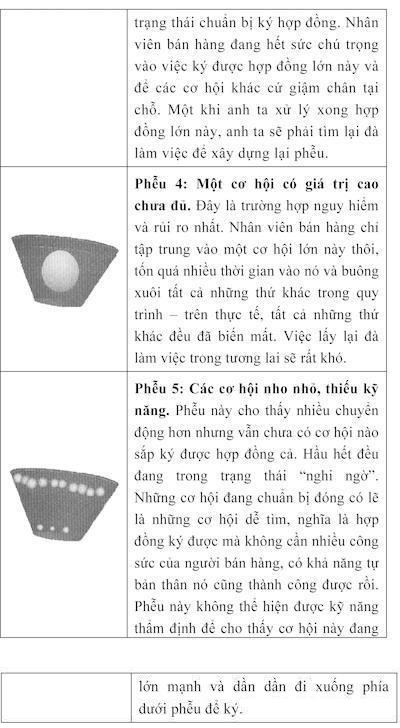 trạng thái chuẩn bị ký hợp đồng. Nhân
viên bán hàng đang hết sức chú trọng
vào việc ký được hợp đồng lớn này và
để các cơ hội khác cứ giậm chân tại
chỗ. Một khi anh ta xử lý xong hợp
đồng lớn này, anh ta sẽ phải tìm lại đà
làm việc để xây dựng lại phễu.
Phễu 4: Một cơ hội có giá trị cao
chưa đủ. Đây là trường hợp nguy hiểm
và rủi ro nhất. Nhân viên bán hàng chỉ
tập trung vào một cơ hội lớn này thôi,
tốn quá nhiều thời gian vào nó và buông
xuôi tất cả những thứ khác trong quy
trình – trên thực tế, tất cả những thứ
khác đều đã biến mất. Việc lấy lại đà
làm việc trong tương lai sẽ rất khó.
Phễu 5: Các cơ hội nho nhỏ, thiếu kỹ
năng. Phễu này cho thấy nhiều chuyển
động hơn nhưng vẫn chưa có cơ hội nào
sắp ký được hợp đồng cả. Hầu hết đều
đang trong trạng thái “nghi ngờ”.
Những cơ hội đang chuẩn bị đóng có lẽ
là những cơ hội dễ tìm, nghĩa là hợp
đồng ký được mà không cần nhiều công
sức của người bán hàng, có khả năng tự
bản thân nó cũng thành công được rồi.
Phễu này không thể hiện được kỹ năng
thẩm định để cho thấy cơ hội này đang
lớn mạnh và dần dần đi xuống phía
dưới phễu để ký.